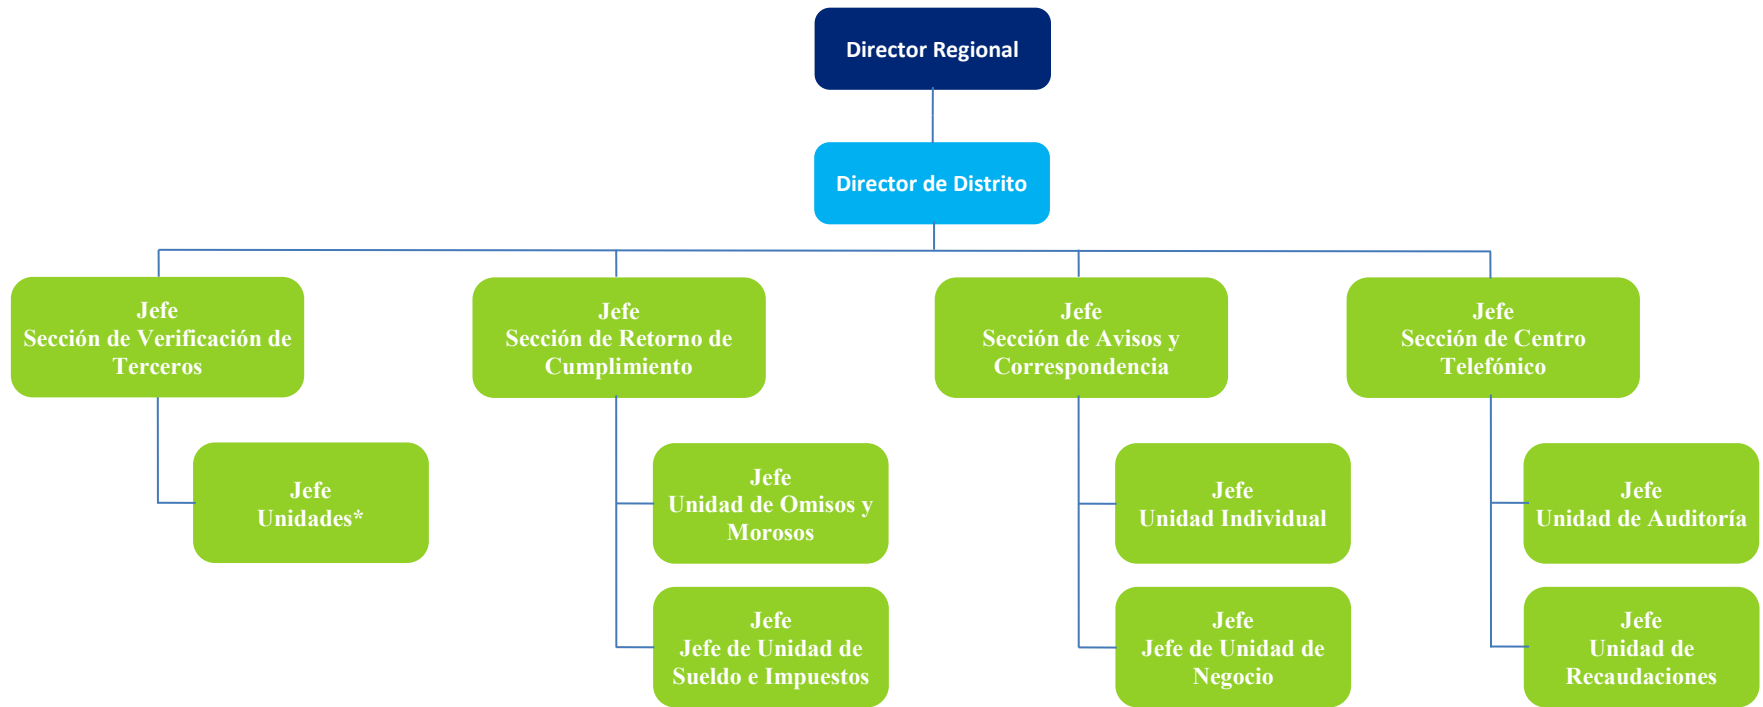 Director Regional
Director de Distrito
Jefe
Sección de Verificación de
Terceros
Jefe
Sección de Retorno de
Cumplimiento
Jefe
Sección de Avisos y
Correspondencia
Jefe
Sección de Centro
Telefónico
Jefe
Unidades*
Jefe
Unidad de Omisos y
Morosos
Jefe
Unidad Individual
Jefe
Unidad de Auditoría
Jefe
Jefe de Unidad de
Sueldo e Impuestos
Jefe
Jefe de Unidad de
Negocio
Jefe
Unidad de
Recaudaciones